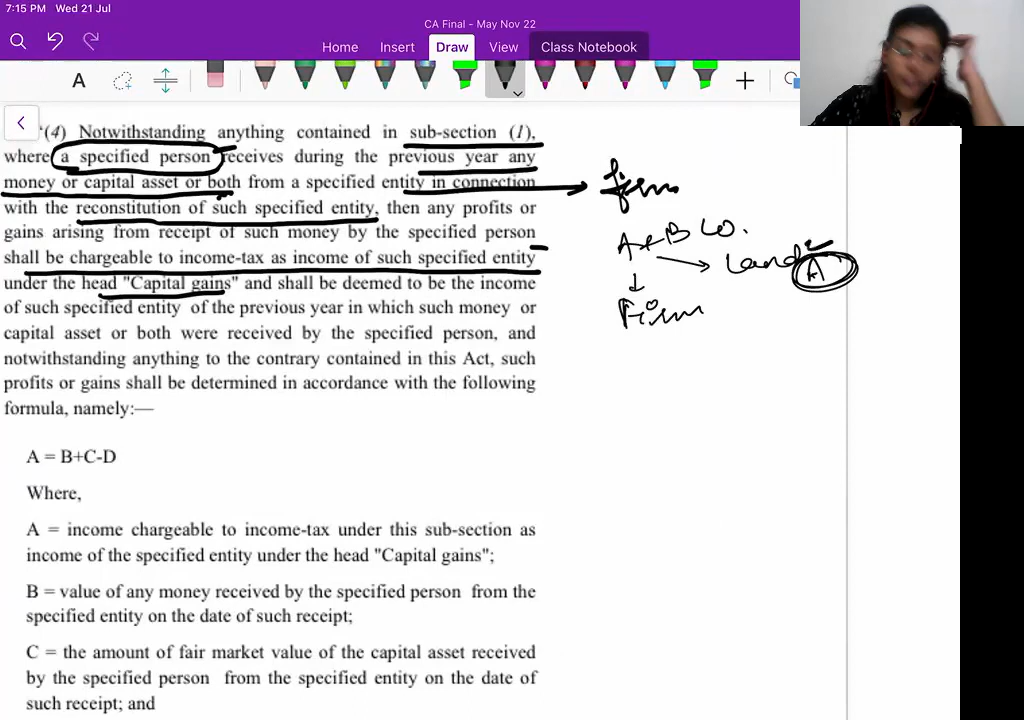 7:15 PM Wed 21 Jul
CA Final - May Nov 22
Home Insert Draw View Class Notebook
A
"(4) Notwithstanding anything contained in sub-section (1),
where a specified person receives during the previous year any
money or capital asset or both from a specified entity in connection
with the reconstitution of such specified entity, then any profits or
gains arising from receipt of such money by the specified person
shall be chargeable to income-tax as income of such specified entity
under the head "Capital gains" and shall be deemed to be the income
of such specified entity of the previous year in which such money or
capital asset or both were received by the specified person, and
notwithstanding anything to the contrary contained in this Act, such
profits or gains shall be determined in accordance with the following
formula, namely:—
A = B+C-D
Where,
A = income chargeable to income-tax under this sub-section as
income of the specified entity under the head "Capital gains";
B = value of any money received by the specified person from the
specified entity on the date of such receipt;
C = the amount of fair market value of the capital asset received
by the specified person from the specified entity on the date of
such receipt; and
firm
A + B co.
Land A
Firm